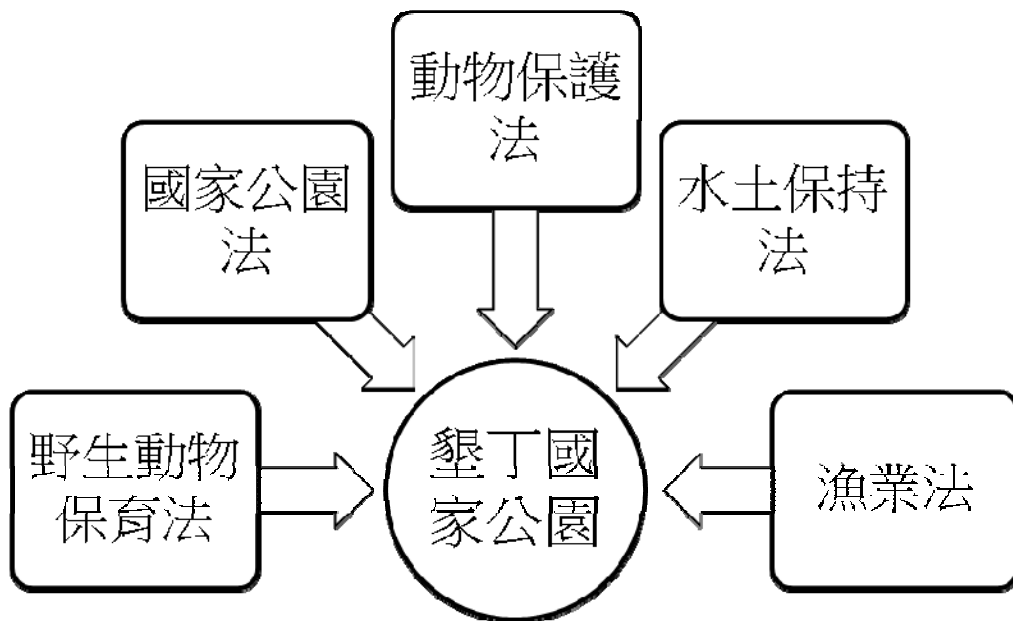 動物保護
法
國家公園
法
水土保持
法
野生動物
保育法
墾丁國
家公園
漁業法